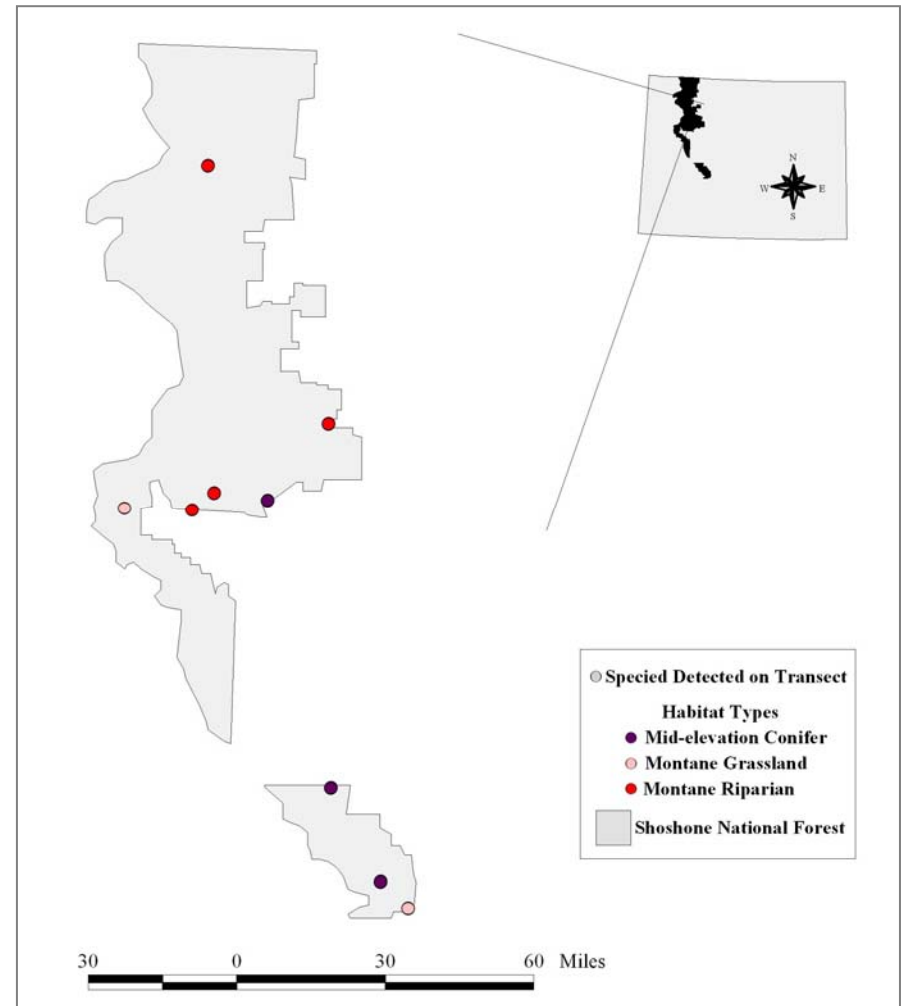 N
W E
S
Specied Detected on Transect
Habitat Types
Mid-elevation Conifer
Montane Grassland
Montane Riparian
Shoshone National Forest
30 0 30 60 Miles